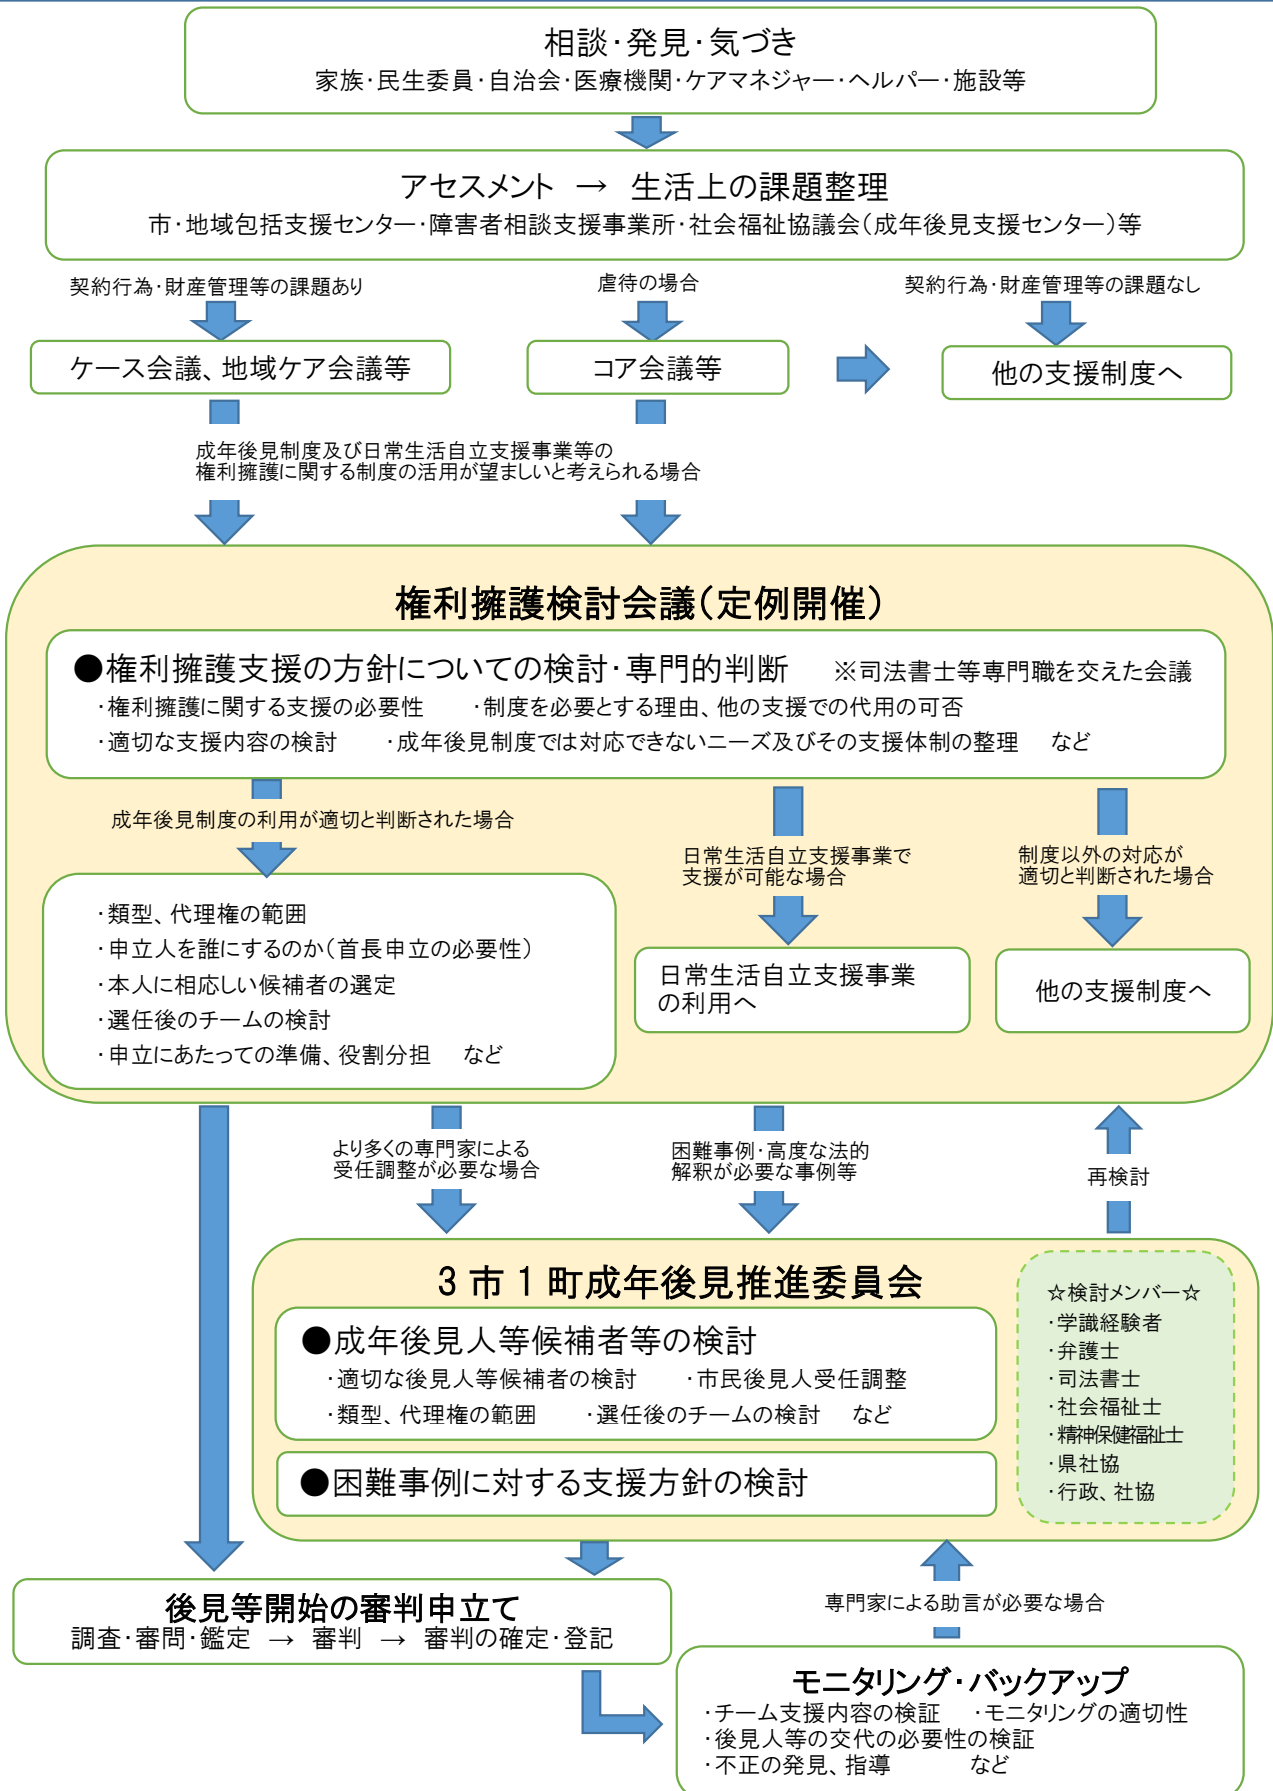 相談・発見・気づき
家族・民生委員・自治会・医療機関・ケアマネジャー・ヘルパー・施設等
アセスメント → 生活上の課題整理
市・地域包括支援センター・障害者相談支援事業所・社会福祉協議会（成年後見支援センター）等
契約行為・財産管理等の課題あり
虐待の場合
契約行為・財産管理等の課題なし
ケース会議、地域ケア会議等
コア会議等
他の支援制度へ
成年後見制度及び日常生活自立支援事業等の
権利擁護に関する制度の活用が望ましいと考えられる場合
権利擁護検討会議（定例開催）
●権利擁護支援の方針についての検討・専門的判断 ※司法書士等専門職を交えた会議
・権利擁護に関する支援の必要性 ・制度を必要とする理由、他の支援での代用の可否
・適切な支援内容の検討 ・成年後見制度では対応できないニーズ及びその支援体制の整理 など
成年後見制度の利用が適切と判断された場合
日常生活自立支援事業で
支援が可能な場合
制度以外の対応が
適切と判断された場合
・類型、代理権の範囲
・申立人を誰にするのか（首長申立の必要性）
・本人に相応しい候補者の選定
・選任後のチームの検討
・申立にあたっての準備、役割分担 など
日常生活自立支援事業
の利用へ
他の支援制度へ
より多くの専門家による
受任調整が必要な場合
困難事例・高度な法的
解釈が必要な事例等
再検討
３市１町成年後見推進委員会
●成年後見人等候補者等の検討
・適切な後見人等候補者の検討 ・市民後見人受任調整
・類型、代理権の範囲 ・選任後のチームの検討 など
●困難事例に対する支援方針の検討
☆検討メンバー☆
・学識経験者
・弁護士
・司法書士
・社会福祉士
・精神保健福祉士
・県社協
・行政、社協
後見等開始の審判申立て
調査・審問・鑑定 → 審判 → 審判の確定・登記
専門家による助言が必要な場合
モニタリング・バックアップ
・チーム支援内容の検証 ・モニタリングの適切性
・後見人等の交代の必要性の検証
・不正の発見、指導 など